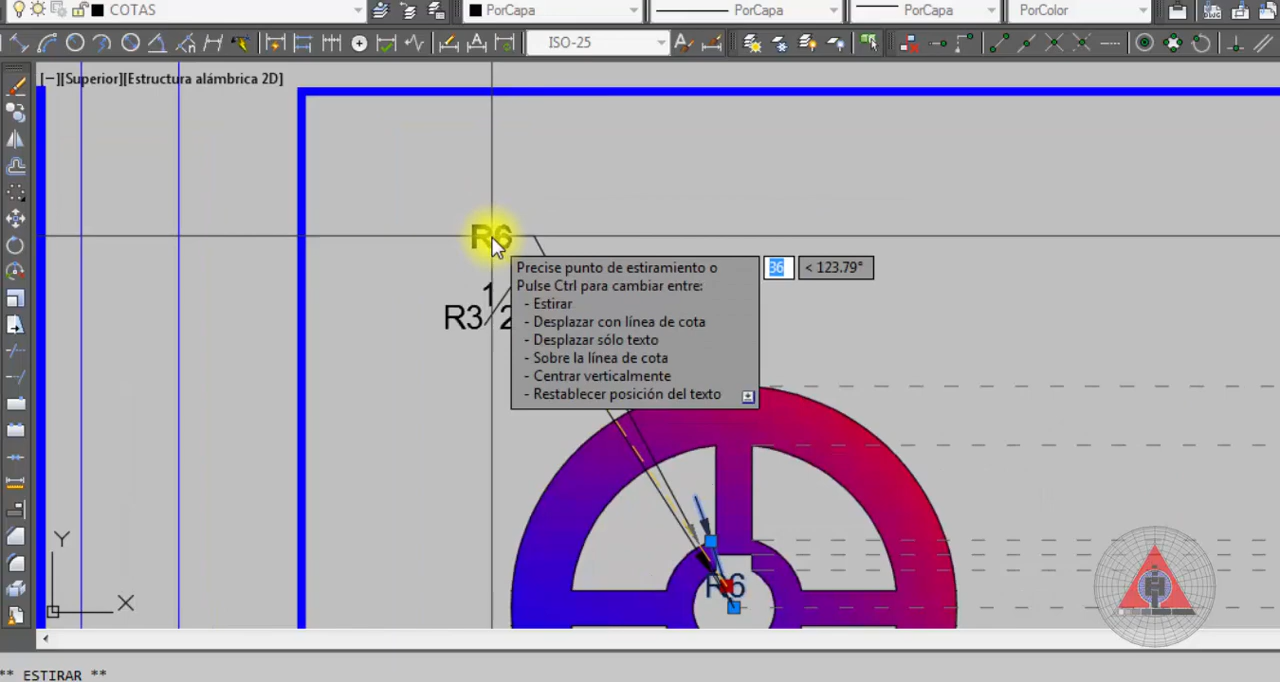 COTAS
PorCapa
PorCapa
PorCapa
PorColor
ISO-25
[−][Superior][Estructura alámbrica 2D]
R6
R3 1/2
Precise punto de estiramiento o
Pulse Ctrl para cambiar entre:
- Estirar
- Desplazar con línea de cota
- Desplazar sólo texto
- Sobre la línea de cota
- Centrar verticalmente
- Restablecer posición del texto
36
< 123.79°
R6
Y
X
** ESTIRAR **